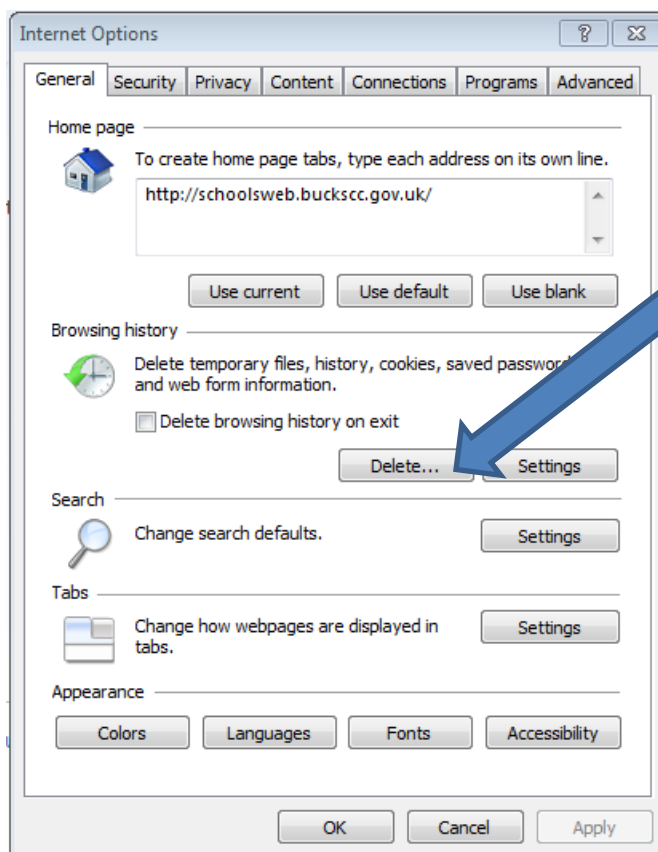 Internet Options
General Security Privacy Content Connections Programs Advanced
Home page
To create home page tabs, type each address on its own line.
http://schoolsweb.buckscc.gov.uk/
Use current Use default Use blank
Browsing history
Delete temporary files, history, cookies, saved
and web form information.
Delete browsing history on exit
Delete... Settings
Search
Change search defaults.
Settings
Tabs
Change how webpages are displayed in
tabs.
Settings
Appearance
Colors Languages Fonts Accessibility
OK Cancel Apply